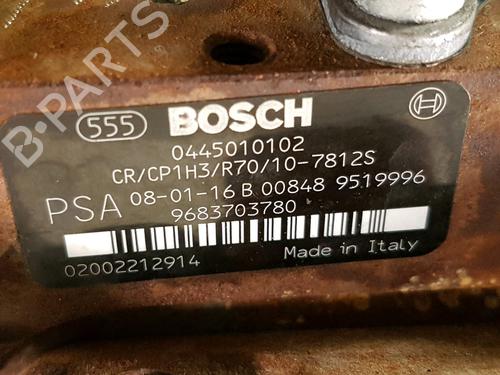 B-PARTS
555 BOSCH
0445010102
CR/CP1H3/R70/10-7812S
PSA 08-01-16 B 00848 9519996
9683703780
02002212914 Made in Italy